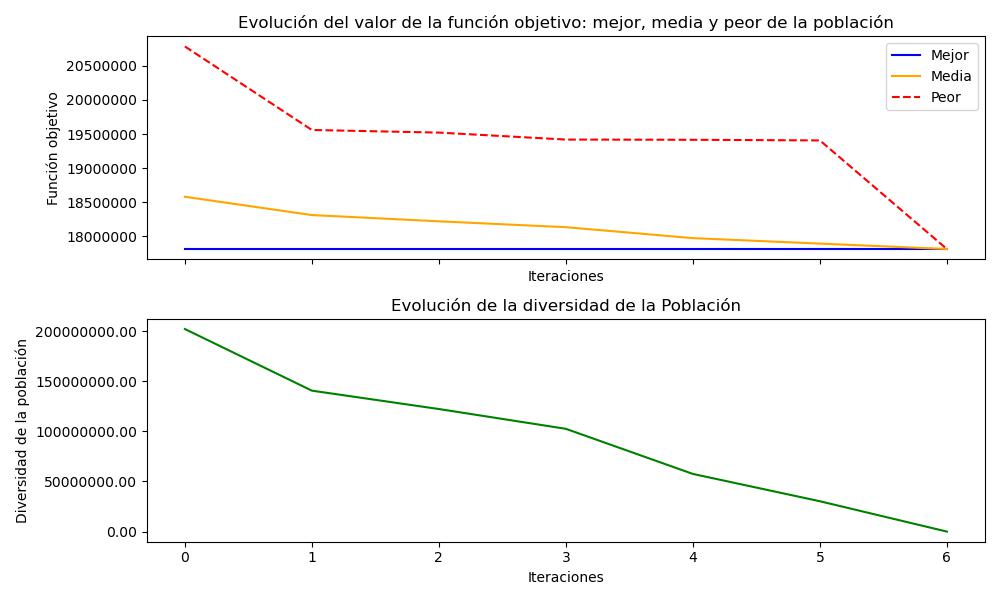 Evolución del valor de la función objetivo: mejor, media y peor de la población
Función objetivo
20500000
20000000
19500000
19000000
18500000
18000000
Mejor
Media
Peor
Iteraciones
Evolución de la diversidad de la Población
Diversidad de la población
200000000.00
150000000.00
100000000.00
50000000.00
0.00
0 1 2 3 4 5 6
Iteraciones